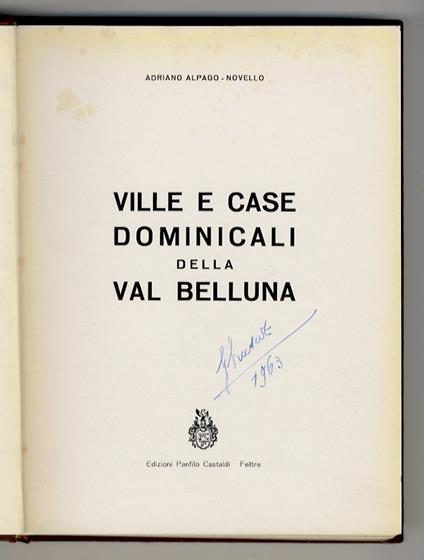 ADRIANO ALPAGO - NOVELLO
VILLE E CASE
DOMINICALI
DELLA
VAL BELLUNA
1963
Edizioni Panfilo Castaldi Feltre